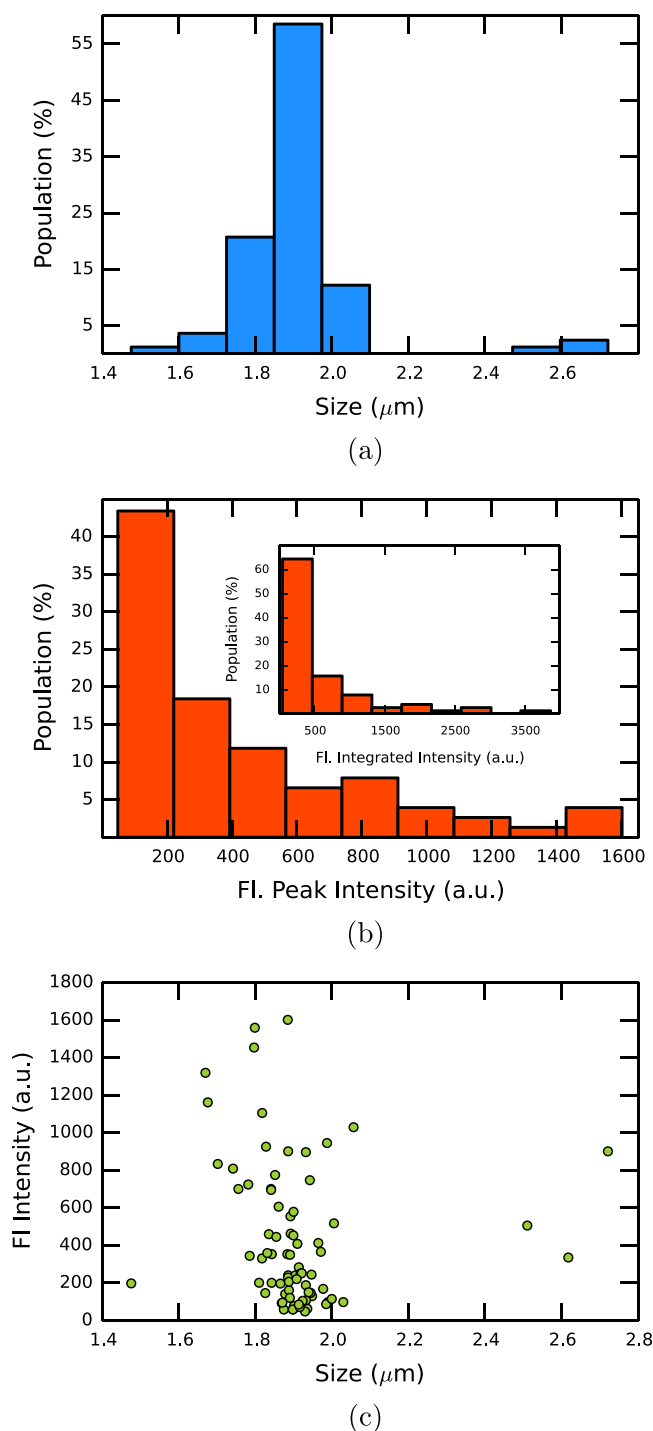 55
45
35
25
15
5
Population (%)
1.4 1.6 1.8 2.0 2.2 2.4 2.6
Size (μm)
(a)
40
35
30
25
20
15
10
5
Population (%)
200 400 600 800 1000 1200 1400 1600
Fl. Peak Intensity (a.u.)
60
50
40
30
20
10
Population (%)
500 1500 2500 3500
Fl. Integrated Intensity (a.u.)
(b)
1800
1600
1400
1200
1000
800
600
400
200
0
Fl Intensity (a.u.)
1.4 1.6 1.8 2.0 2.2 2.4 2.6 2.8
Size (μm)
(c)